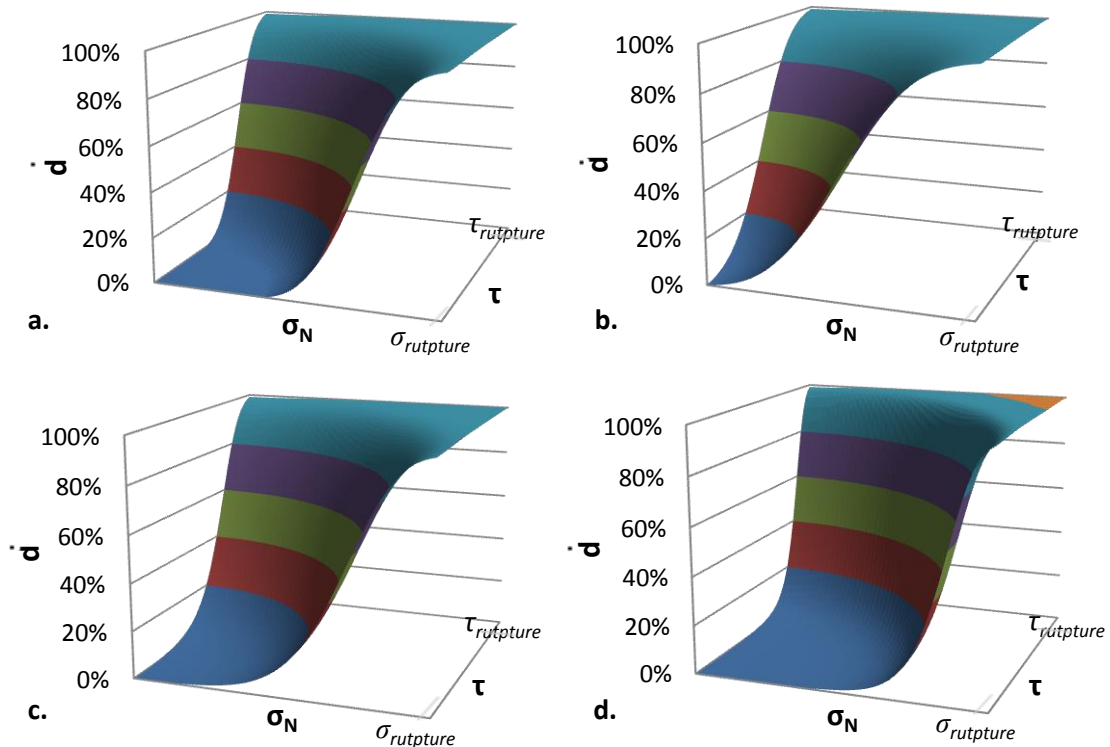 100%
80%
60%
40%
20%
0%
ḋ
σN
σrutpture
τ
τrutpture
a.
100%
80%
60%
40%
20%
0%
ḋ
σN
σrutpture
τ
τrutpture
b.
100%
80%
60%
40%
20%
0%
ḋ
σN
σrutpture
τ
τrutpture
c.
100%
80%
60%
40%
20%
0%
ḋ
σN
σrutpture
τ
τrutpture
d.